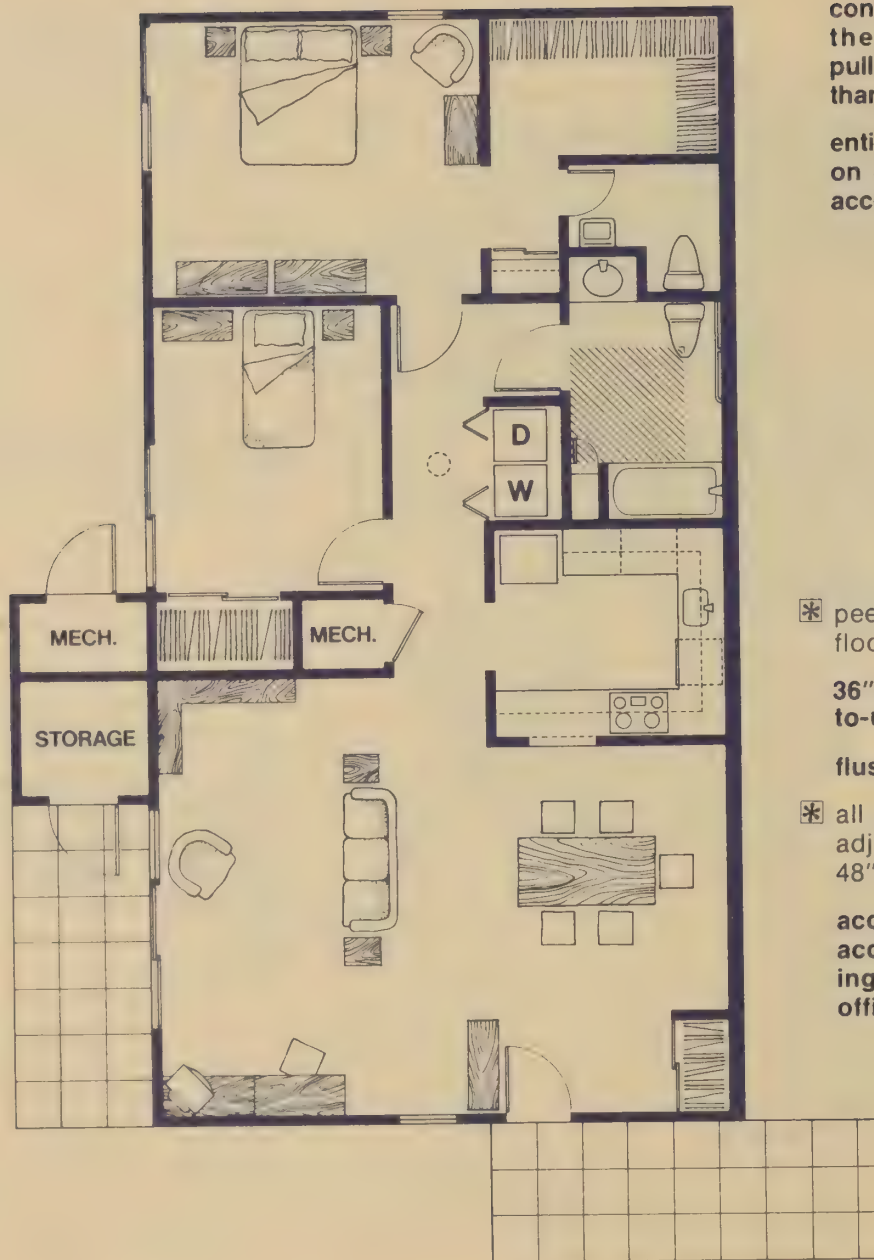 con
the
pull
than
enti
on
acc
D
W
MECH.
MECH.
STORAGE
* pee
floo
36"
to-u
flus
* all
adj
48"
acc
acc
ing
offi